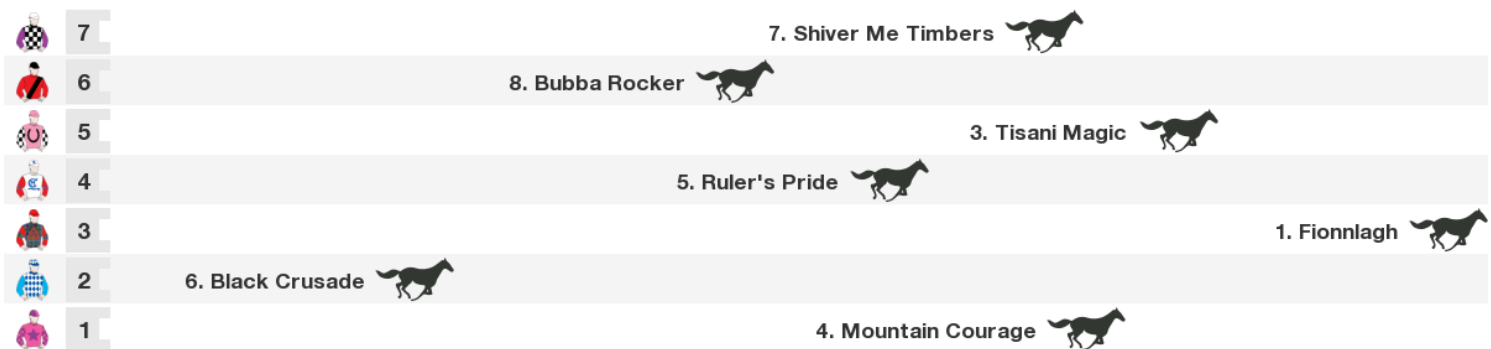 7 7. Shiver Me Timbers
6 8. Bubba Rocker
5 3. Tisani Magic
4 5. Ruler's Pride
3 1. Fionnlagh
2 6. Black Crusade
1 4. Mountain Courage